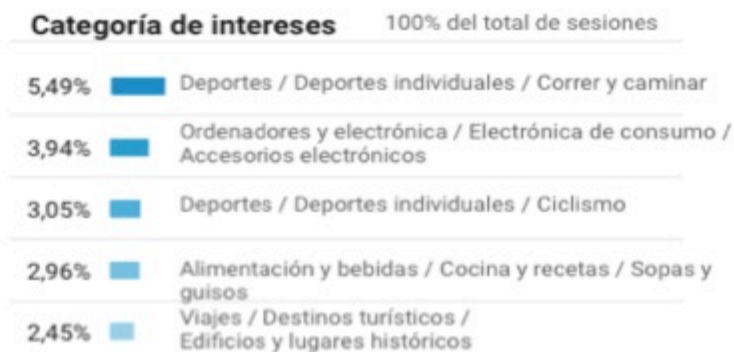 Categoría de intereses 100% del total de sesiones
5,49% Deportes / Deportes individuales / Correr y caminar
3,94% Ordenadores y electrónica / Electrónica de consumo /
Accesorios electrónicos
3,05% Deportes / Deportes individuales / Ciclismo
2,96% Alimentación y bebidas / Cocina y recetas / Sopas y
guisos
2,45% Viajes / Destinos turísticos /
Edificios y lugares históricos